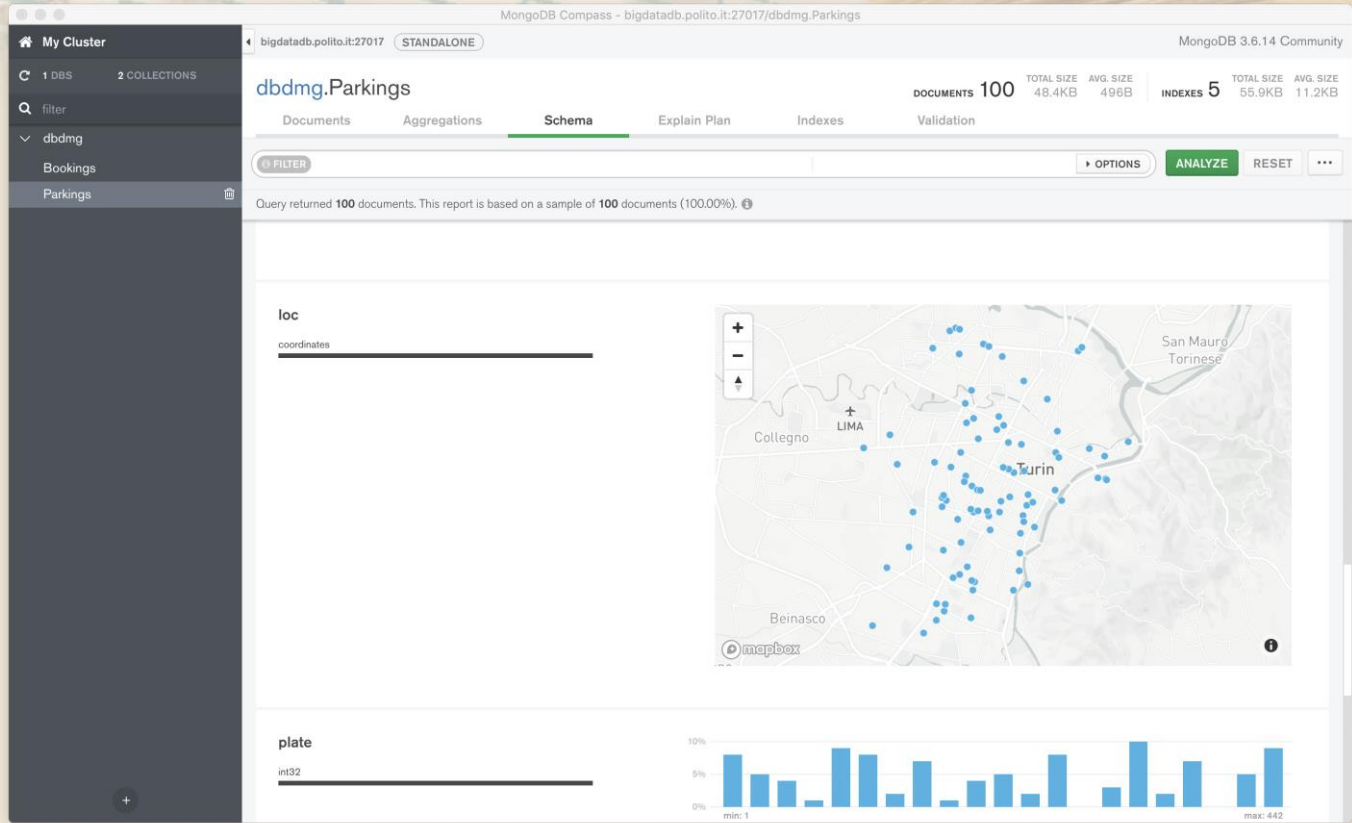 MongoDB Compass - bigdatadb.polito.it:27017/dbdmg.Parkings
My Cluster
bigdatadb.polito.it:27017 STANDALONE MongoDB 3.6.14 Community
1 DBS 2 COLLECTIONS
filter
dbdmg
Bookings
Parkings
dbdmg.Parkings
DOCUMENTS 100 TOTAL SIZE 48.4KB AVG. SIZE 496B INDEXES 5 TOTAL SIZE 55.9KB AVG. SIZE 11.2KB
Documents Aggregations Schema Explain Plan Indexes Validation
FILTER OPTIONS ANALYZE RESET ...
Query returned 100 documents. This report is based on a sample of 100 documents (100.00%).
loc
coordinates
San Mauro
Torinese
LIMA
Collegno
Turin
Beinasco
mapbox
plate
int32
10%
5%
0%
min: 1 max: 442